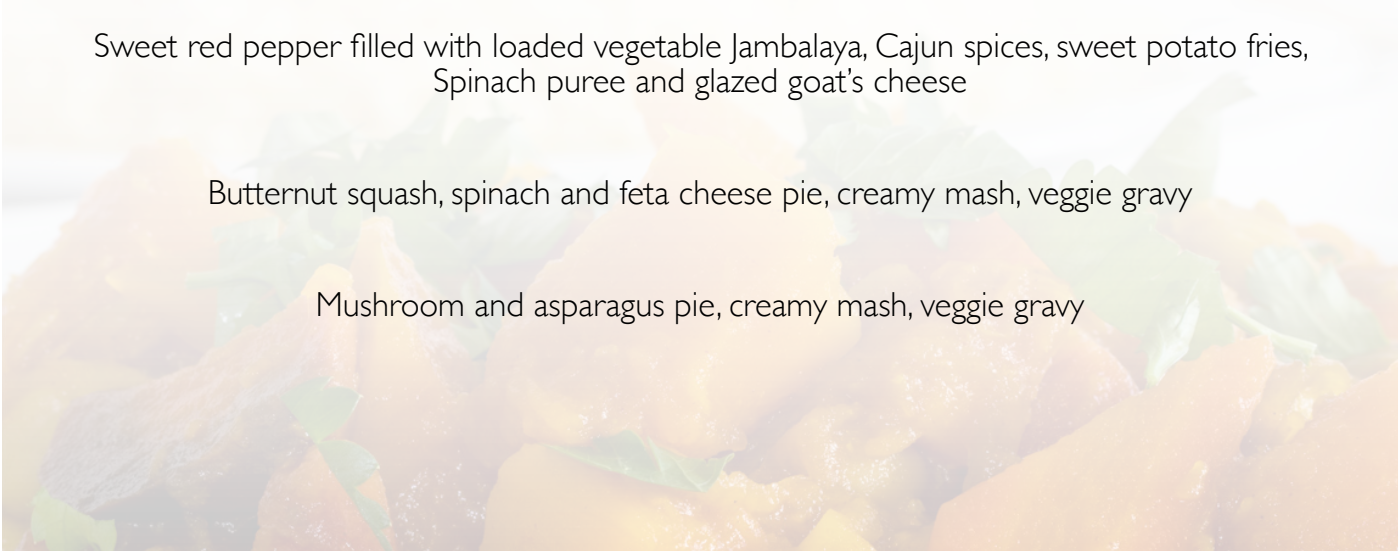 Sweet red pepper filled with loaded vegetable Jambalaya, Cajun spices, sweet potato fries,
Spinach puree and glazed goat’s cheese
Butternut squash, spinach and feta cheese pie, creamy mash, veggie gravy
Mushroom and asparagus pie, creamy mash, veggie gravy